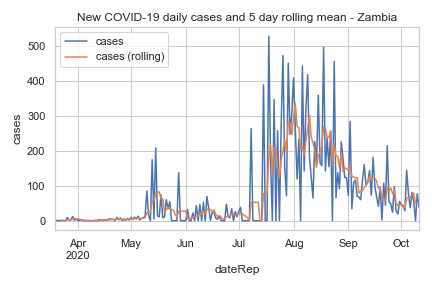 New COVID-19 daily cases and 5 day rolling mean - Zambia
cases
cases (rolling)
500
400
300
200
100
0
cases
Apr
2020
May
Jun
Jul
Aug
Sep
Oct
dateRep